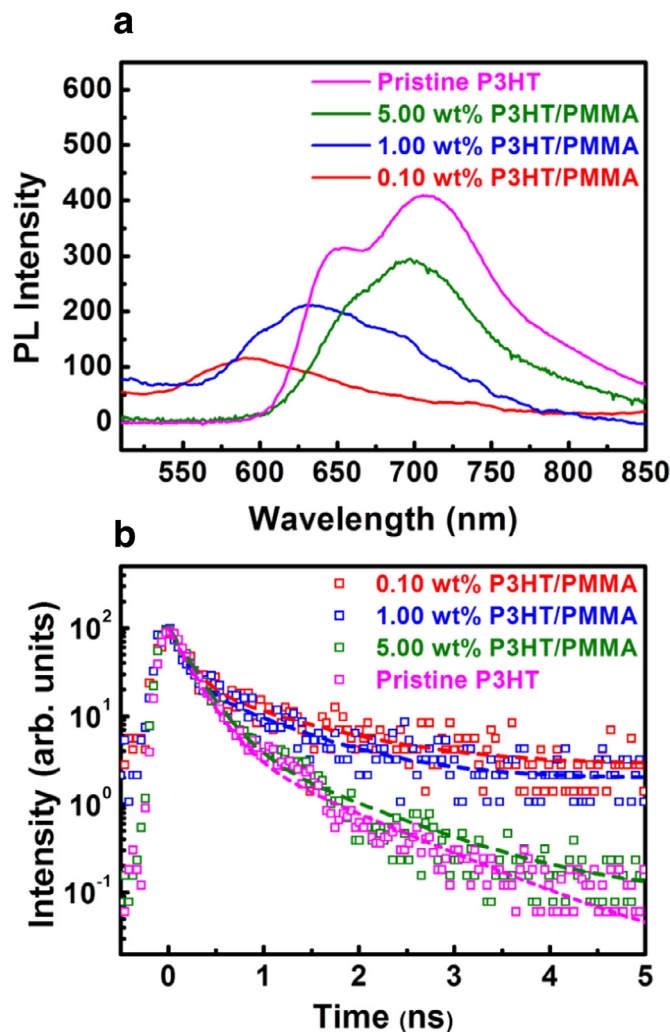 a
600
500
400
300
200
100
0
PL Intensity
Pristine P3HT
5.00 wt% P3HT/PMMA
1.00 wt% P3HT/PMMA
0.10 wt% P3HT/PMMA
550 600 650 700 750 800 850
Wavelength (nm)
b
10²
10¹
10⁰
10⁻¹
Intensity (arb. units)
0.10 wt% P3HT/PMMA
1.00 wt% P3HT/PMMA
5.00 wt% P3HT/PMMA
Pristine P3HT
0 1 2 3 4 5
Time (ns)